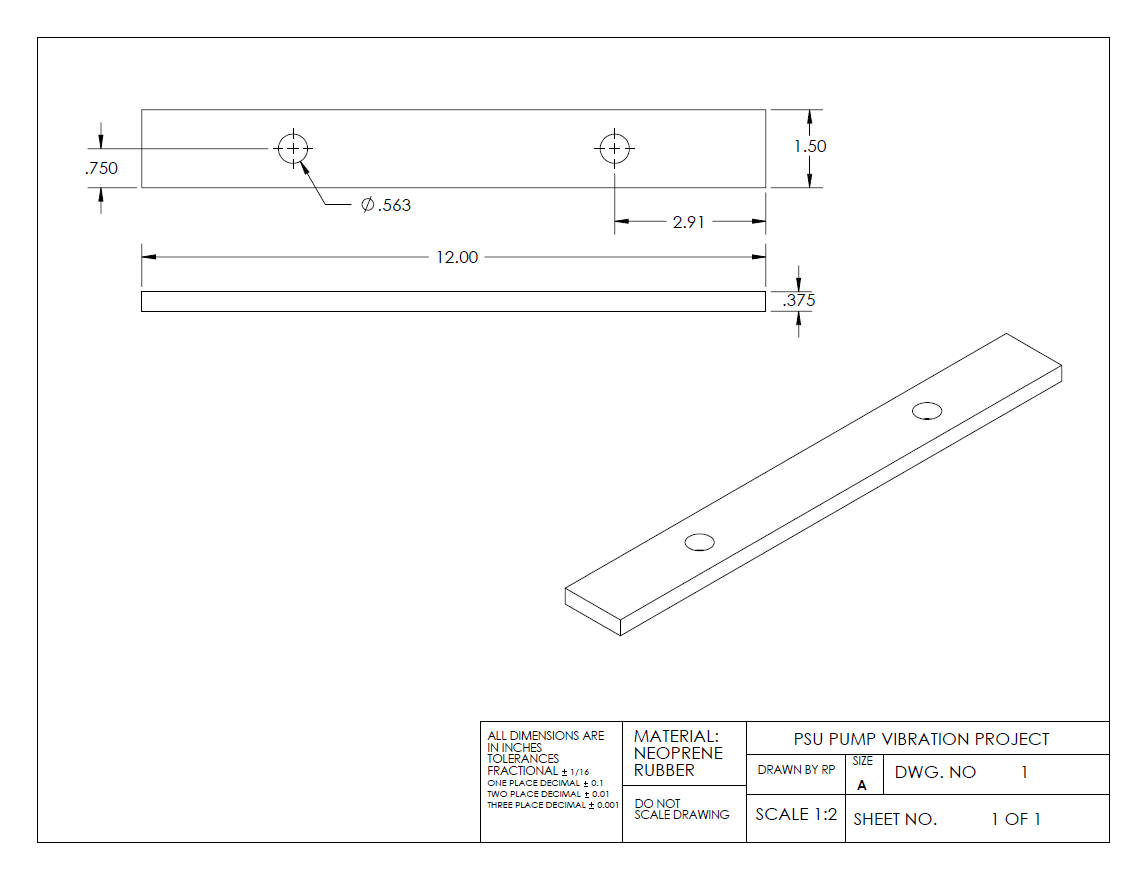 1.50
.750
⌀.563
2.91
12.00
.375
ALL DIMENSIONS ARE
IN INCHES
TOLERANCES
FRACTIONAL ± 1/16
ONE PLACE DECIMAL ± 0.1
TWO PLACE DECIMAL ± 0.01
THREE PLACE DECIMAL ± 0.001
MATERIAL:
NEOPRENE
RUBBER
DO NOT
SCALE DRAWING
PSU PUMP VIBRATION PROJECT
DRAWN BY RP
SIZE
A
DWG. NO 1
SCALE 1:2
SHEET NO. 1 OF 1